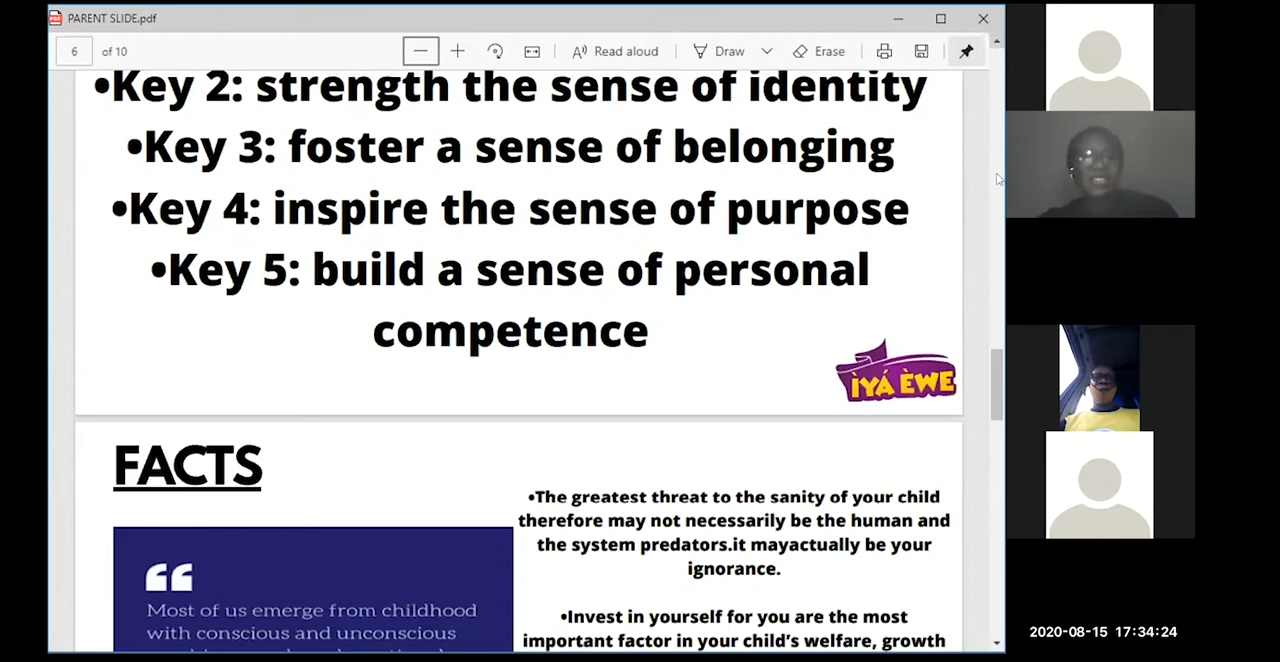 PARENT SLIDE.pdf
6 of 10
Read aloud
Draw
Erase
•Key 2: strength the sense of identity
•Key 3: foster a sense of belonging
•Key 4: inspire the sense of purpose
•Key 5: build a sense of personal
competence
ÌYÁ ÈWE
FACTS
•The greatest threat to the sanity of your child
therefore may not necessarily be the human and
the system predators.it mayactually be your
ignorance.
•Invest in yourself for you are the most
important factor in your child's welfare, growth
❝
Most of us emerge from childhood
with conscious and unconscious
2020-08-15 17:34:24